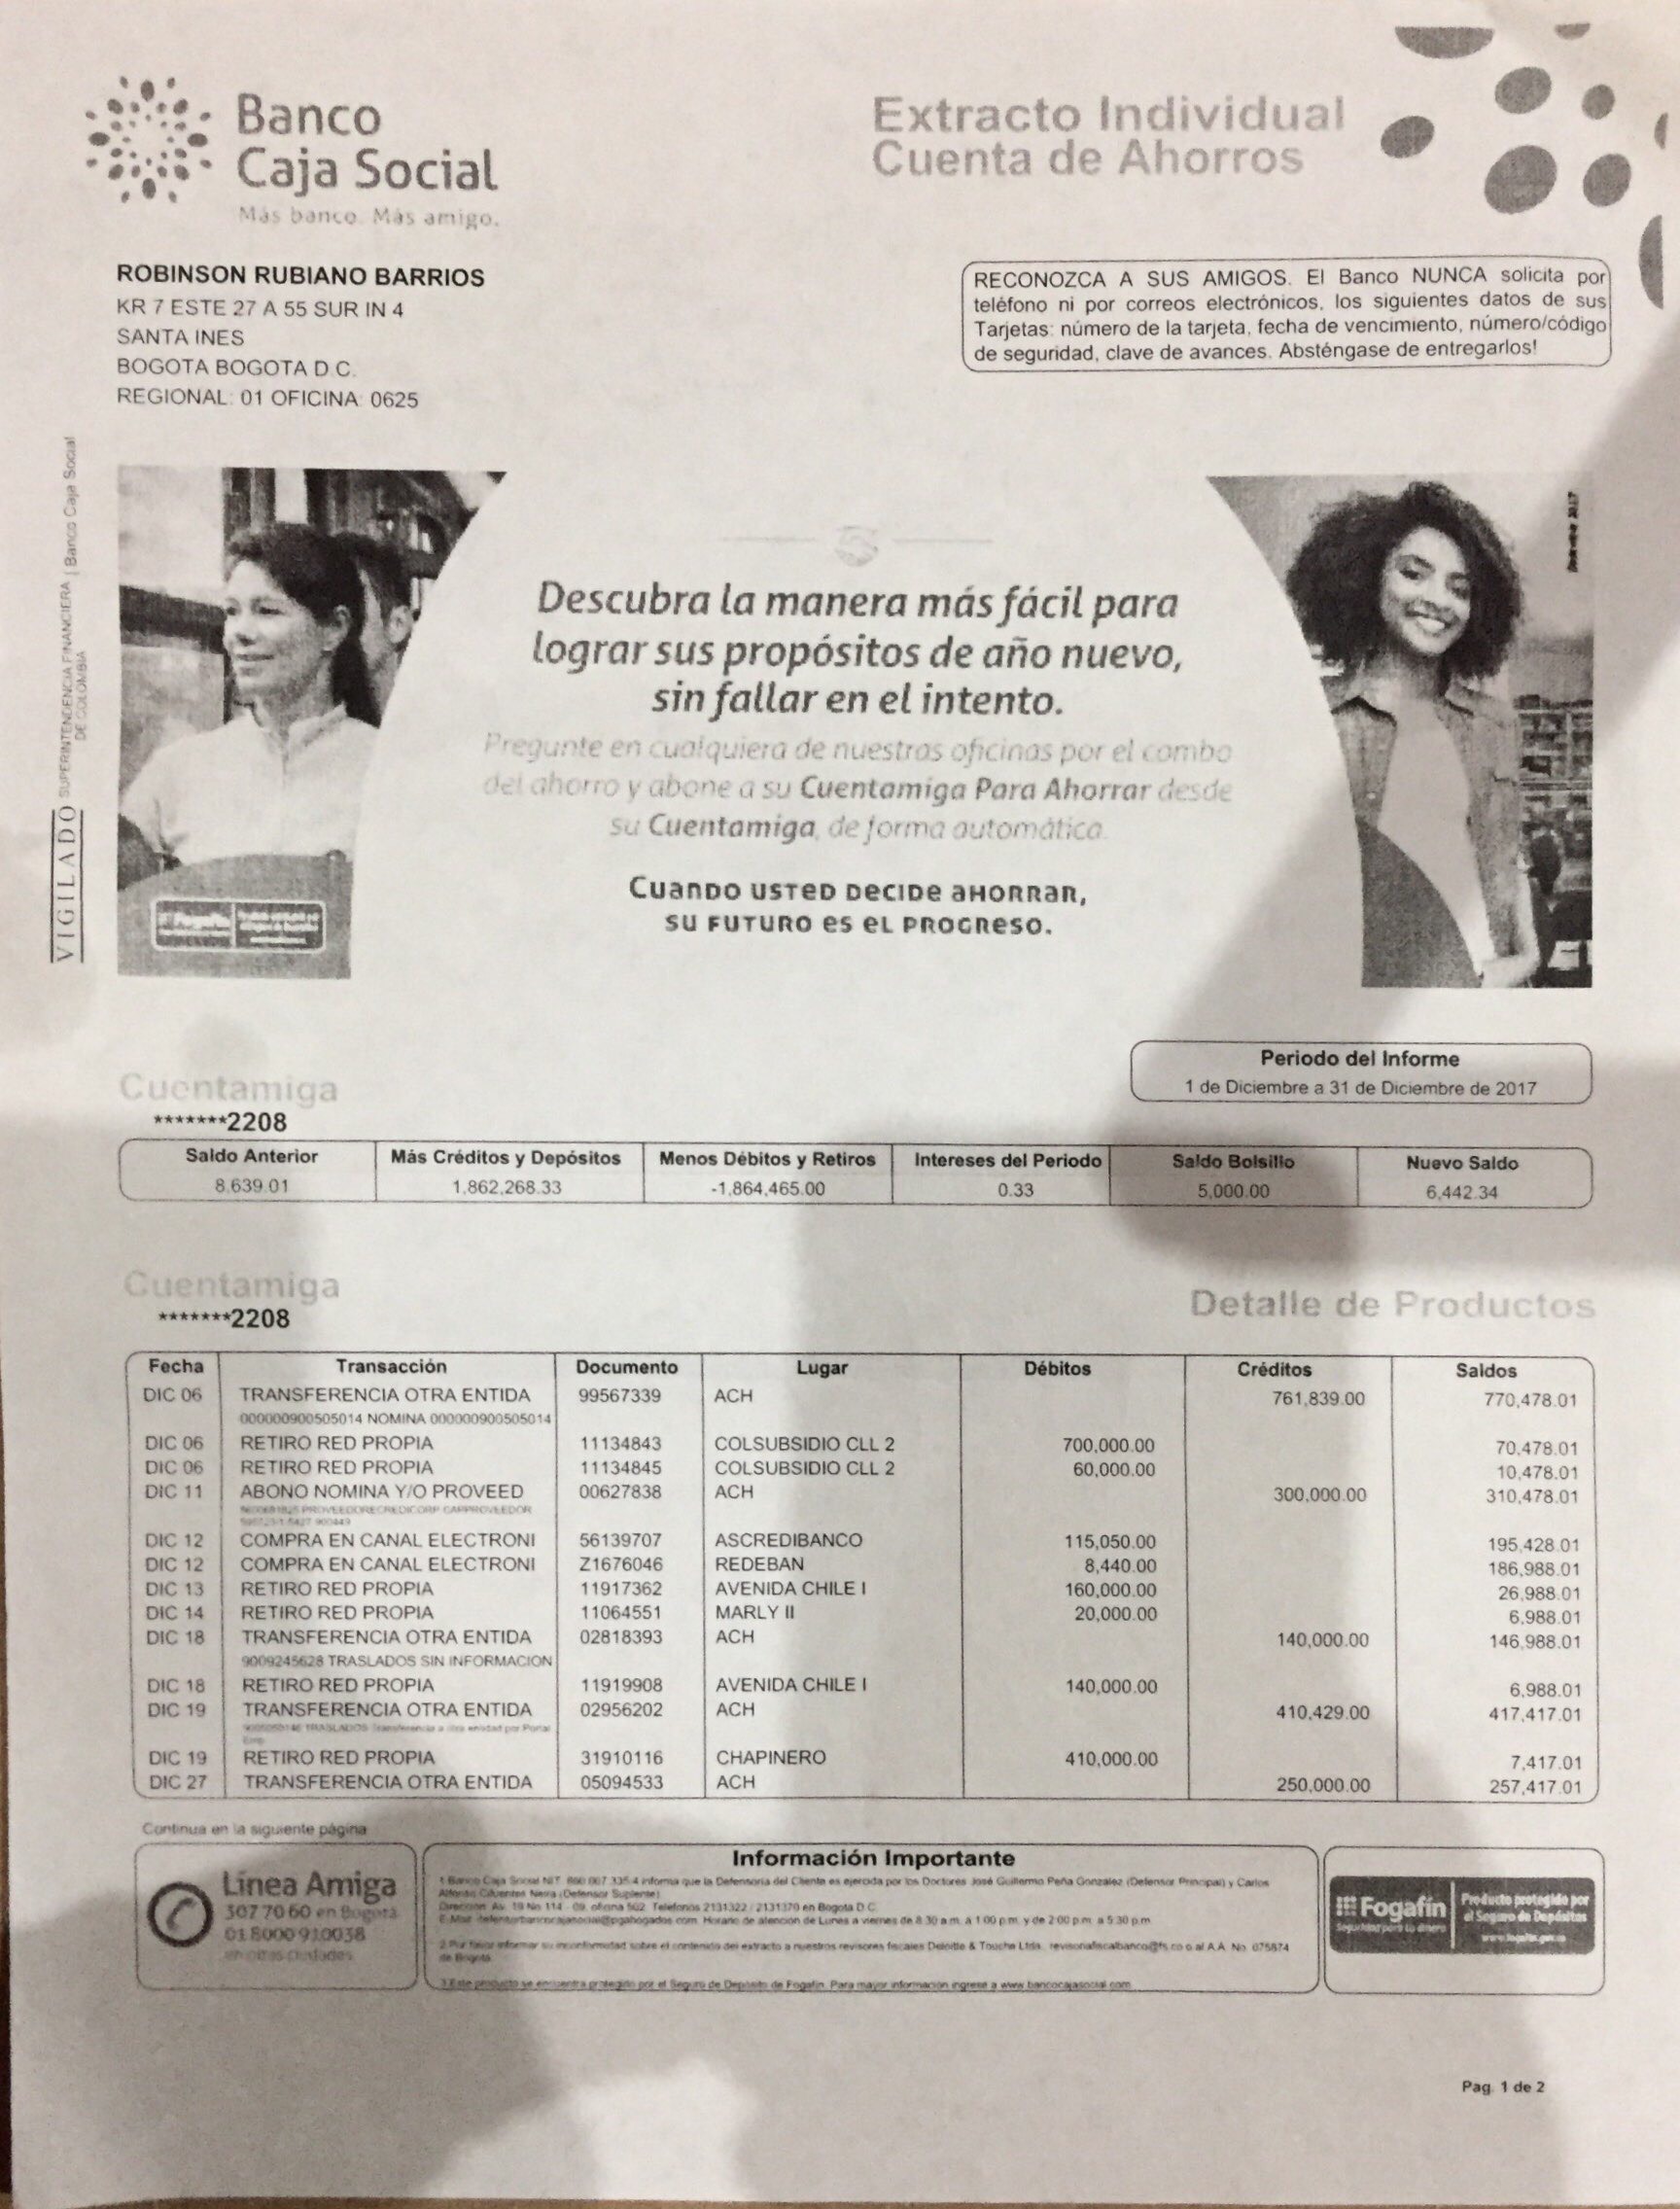 Banco
Caja Social
Más banco. Más amigo.
Extracto Individual
Cuenta de Ahorros
ROBINSON RUBIANO BARRIOS
KR 7 ESTE 27 A 55 SUR IN 4
SANTA INES
BOGOTA BOGOTA D.C.
REGIONAL: 01 OFICINA: 0625
RECONOZCA A SUS AMIGOS. El Banco NUNCA solicita por
teléfono ni por correos electrónicos, los siguientes datos de sus
Tarjetas: número de la tarjeta, fecha de vencimiento, número/código
de seguridad, clave de avances. Absténgase de entregarlos!
VIGILADO SUPERINTENDENCIA FINANCIERA DE COLOMBIA | Banco Caja Social
Diciembre 2017
Descubra la manera más fácil para
lograr sus propósitos de año nuevo,
sin fallar en el intento.
Pregunte en cualquiera de nuestras oficinas por el combo
del ahorro y abone a su Cuentamiga Para Ahorrar desde
su Cuentamiga, de forma automática.
CUANDO USTED DECIDE AHORRAR,
SU FUTURO ES EL PROGRESO.
Periodo del Informe
1 de Diciembre a 31 de Diciembre de 2017
Cuentamiga
*******2208
Saldo Anterior Más Créditos y Depósitos Menos Débitos y Retiros Intereses del Periodo Saldo Bolsillo Nuevo Saldo
8,639.01 1,862,268.33 -1,864,465.00 0.33 5,000.00 6,442.34
Cuentamiga
*******2208
Detalle de Productos
Fecha Transacción Documento Lugar Débitos Créditos Saldos
DIC 06 TRANSFERENCIA OTRA ENTIDA 99567339 ACH 761,839.00 770,478.01
000000900505014 NOMINA 000000900505014
DIC 06 RETIRO RED PROPIA 11134843 COLSUBSIDIO CLL 2 700,000.00 70,478.01
DIC 06 RETIRO RED PROPIA 11134845 COLSUBSIDIO CLL 2 60,000.00 10,478.01
DIC 11 ABONO NOMINA Y/O PROVEED 00627838 ACH 300,000.00 310,478.01
DIC 12 COMPRA EN CANAL ELECTRONI 56139707 ASCREDIBANCO 115,050.00 195,428.01
DIC 12 COMPRA EN CANAL ELECTRONI Z1676046 REDEBAN 8,440.00 186,988.01
DIC 13 RETIRO RED PROPIA 11917362 AVENIDA CHILE I 160,000.00 26,988.01
DIC 14 RETIRO RED PROPIA 11064551 MARLY II 20,000.00 6,988.01
DIC 18 TRANSFERENCIA OTRA ENTIDA 02818393 ACH 140,000.00 146,988.01
9009245628 TRASLADOS SIN INFORMACION
DIC 18 RETIRO RED PROPIA 11919908 AVENIDA CHILE I 140,000.00 6,988.01
DIC 19 TRANSFERENCIA OTRA ENTIDA 02956202 ACH 410,429.00 417,417.01
TRASLADOS Transferencia a otra entidad por Portal
DIC 19 RETIRO RED PROPIA 31910116 CHAPINERO 410,000.00 7,417.01
DIC 27 TRANSFERENCIA OTRA ENTIDA 05094533 ACH 250,000.00 257,417.01
Continua en la siguiente página
Línea Amiga
307 70 60 en Bogotá
01 8000 910038
en otras ciudades
Información Importante
1 Banco Caja Social NIT. 860.007.335-4 informa que la Defensoría del Cliente es ejercida por los Doctores José Guillermo Peña González (Defensor Principal) y Carlos
Alfonso Cifuentes Neira (Defensor Suplente)
Dirección: Av. 19 No 114 - 09, oficina 502. Telefonos 2131322 / 2131370 en Bogota D.C.
E-Mail: defensorbancocajasocial@pgabogados.com Horario de atención de Lunes a viernes de 8:30 a.m. a 1:00 p.m. y de 2:00 p.m. a 5:30 p.m.
2 Por favor informar su inconformidad sobre el contenido del extracto a nuestros revisores fiscales Deloitte & Touche Ltda., revisoriafiscalbanco@fs.co o al A.A. No. 075874
de Bogotá
3 Este producto se encuentra protegido por el Seguro de Depósito de Fogafín. Para mayor información ingrese a www.bancocajasocial.com
Fogafín
Producto protegido por
el Seguro de Depósitos
www.fogafin.gov.co
Pag. 1 de 2